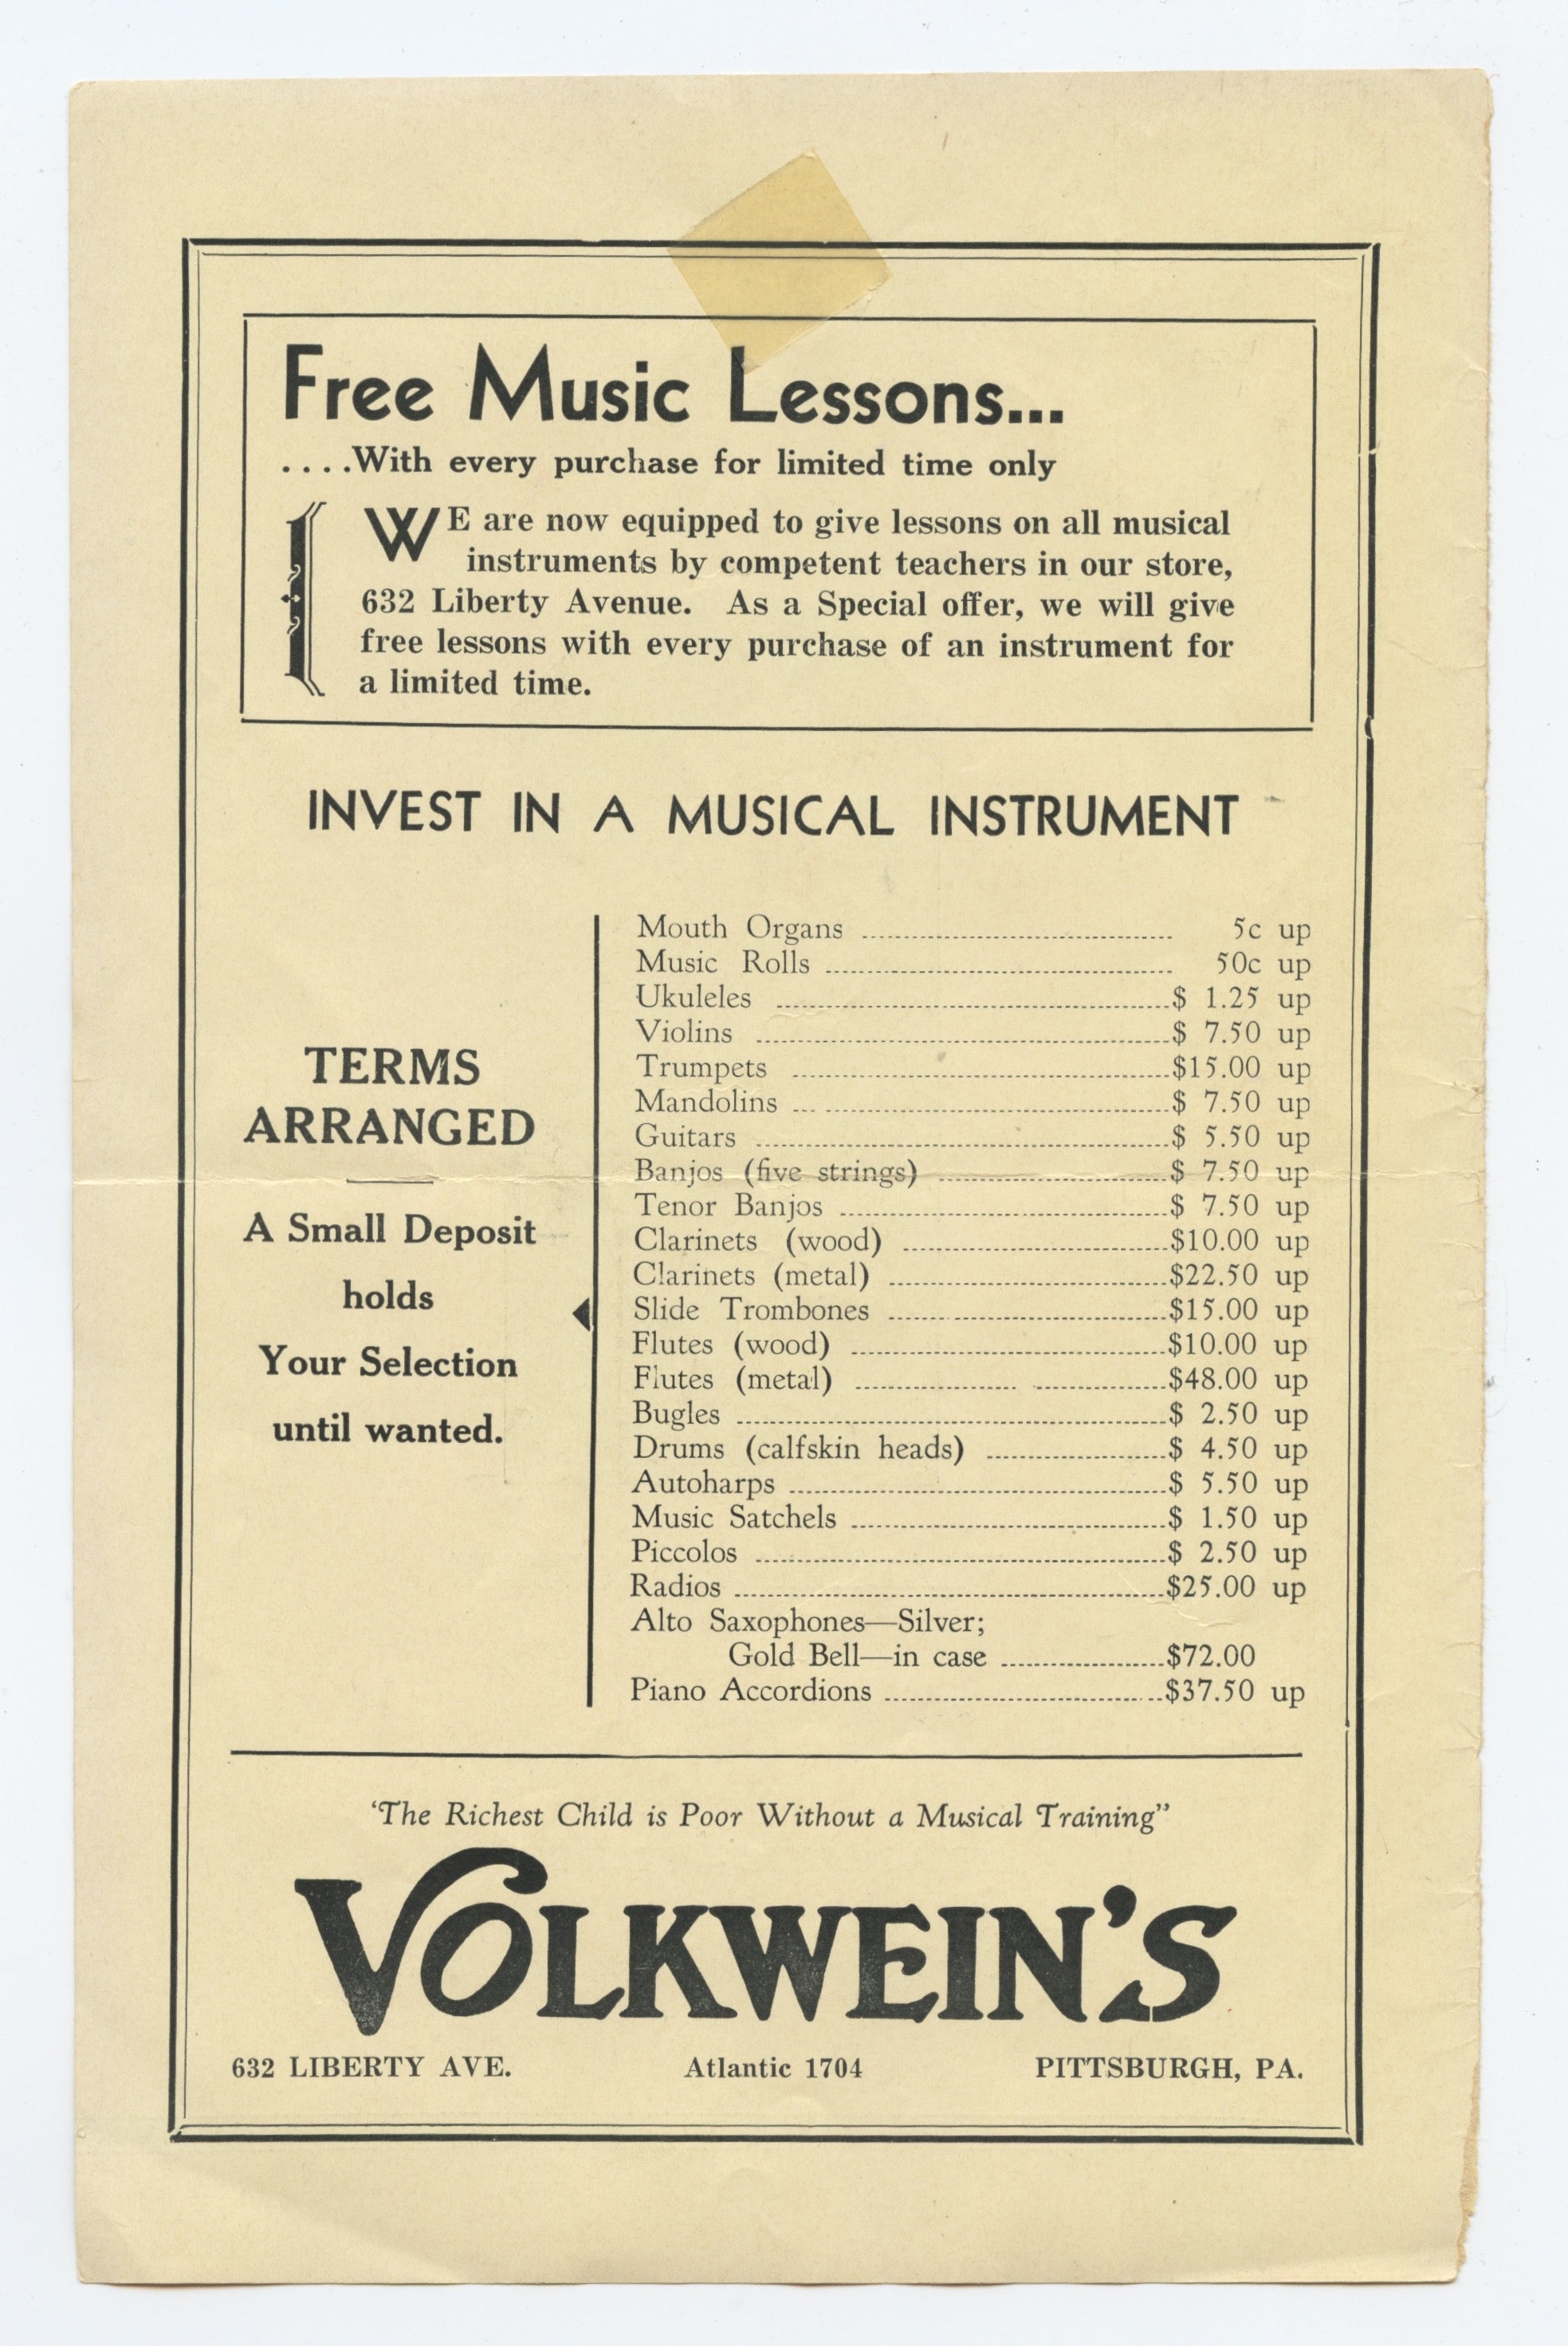 Free Music Lessons...
....With every purchase for limited time only
WE are now equipped to give lessons on all musical
instruments by competent teachers in our store,
632 Liberty Avenue. As a Special offer, we will give
free lessons with every purchase of an instrument for
a limited time.
INVEST IN A MUSICAL INSTRUMENT
TERMS
ARRANGED
A Small Deposit
holds
Your Selection
until wanted.
Mouth Organs ........ 5c up
Music Rolls ........ 50c up
Ukuleles ........ $ 1.25 up
Violins ........ $ 7.50 up
Trumpets ........ $15.00 up
Mandolins ........ $ 7.50 up
Guitars ........ $ 5.50 up
Banjos (five strings) ........ $ 7.50 up
Tenor Banjos ........ $ 7.50 up
Clarinets (wood) ........ $10.00 up
Clarinets (metal) ........ $22.50 up
Slide Trombones ........ $15.00 up
Flutes (wood) ........ $10.00 up
Flutes (metal) ........ $48.00 up
Bugles ........ $ 2.50 up
Drums (calfskin heads) ........ $ 4.50 up
Autoharps ........ $ 5.50 up
Music Satchels ........ $ 1.50 up
Piccolos ........ $ 2.50 up
Radios ........ $25.00 up
Alto Saxophones—Silver;
Gold Bell—in case ........ $72.00
Piano Accordions ........ $37.50 up
‘The Richest Child is Poor Without a Musical Training”
VOLKWEIN'S
632 LIBERTY AVE. Atlantic 1704 PITTSBURGH, PA.